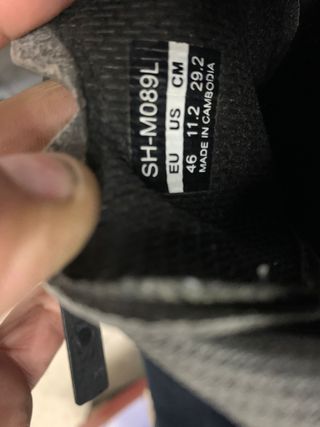 SH-M089L
EU US CM
46 11.2 29.2
MADE IN CAMBODIA